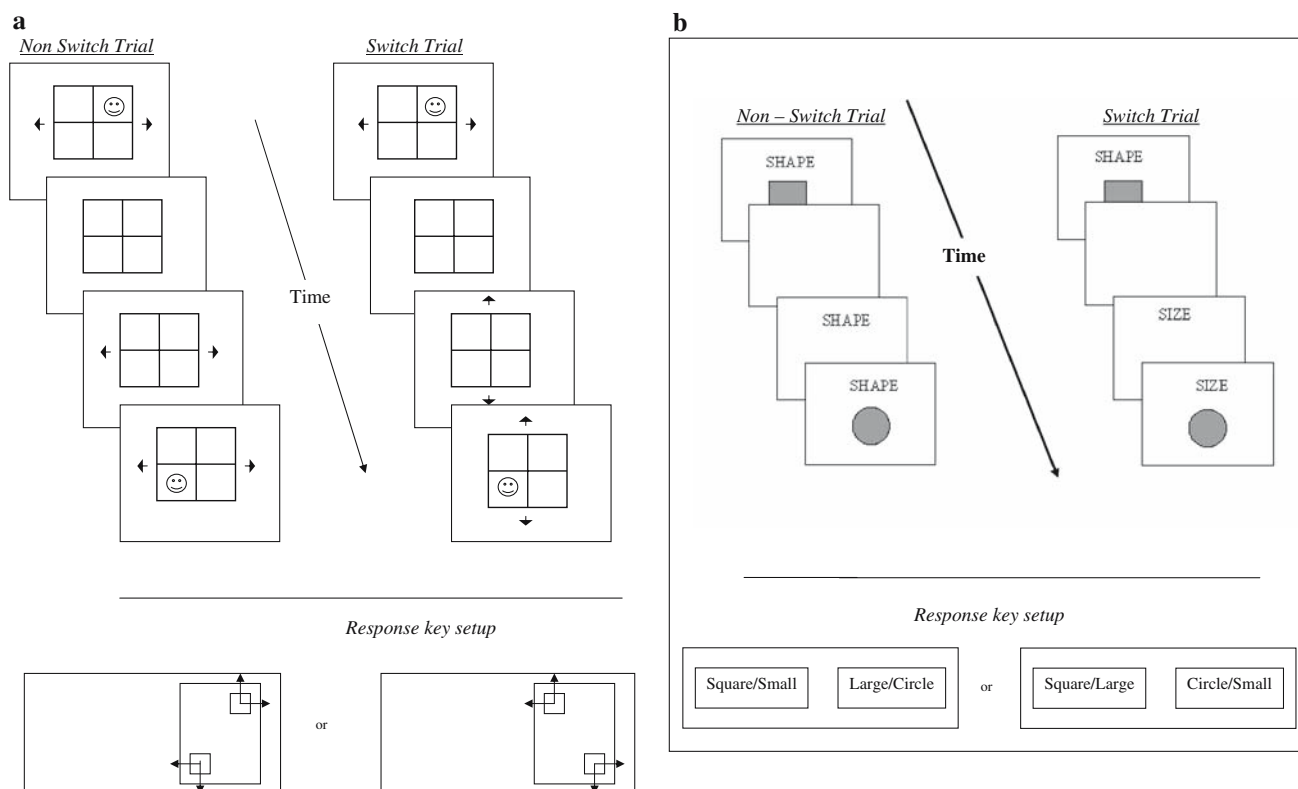 a
Non Switch Trial
Switch Trial
Time
Response key setup
or
b
Non – Switch Trial
Switch Trial
SHAPE
SHAPE
Time
SHAPE
SIZE
SHAPE
SIZE
Response key setup
Square/Small
Large/Circle
or
Square/Large
Circle/Small